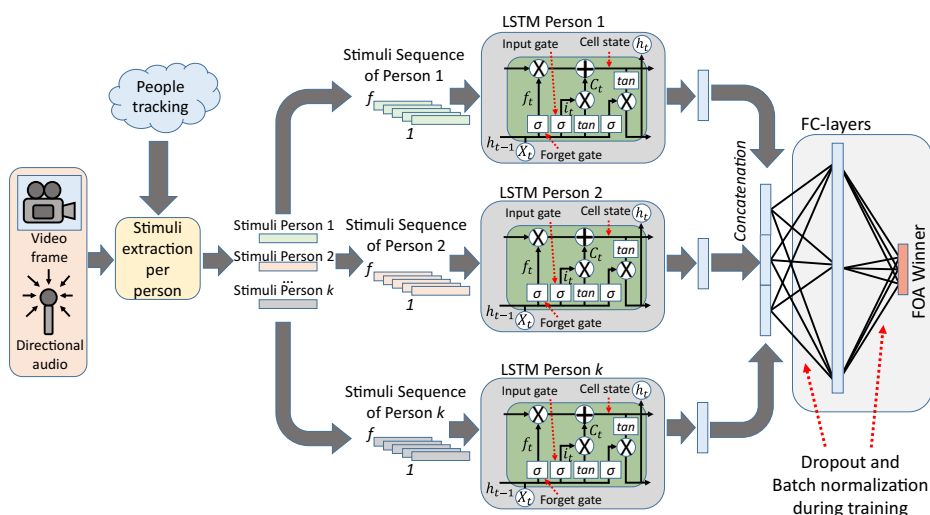 People
tracking
Video
frame
Directional
audio
Stimuli
extraction
per
person
Stimuli Person 1
Stimuli Person 2
...
Stimuli Person k
Stimuli Sequence
of Person 1
f
1
LSTM Person 1
Input gate
Cell state
h_t
tan
C_t
f_t
i_t
σ
σ
tan
σ
h_{t-1}
X_t
Forget gate
Stimuli Sequence
of Person 2
f
1
LSTM Person 2
Input gate
Cell state
h_t
tan
C_t
f_t
i_t
σ
σ
tan
σ
h_{t-1}
X_t
Forget gate
Stimuli Sequence
of Person k
f
1
LSTM Person k
Input gate
Cell state
h_t
tan
C_t
f_t
i_t
σ
σ
tan
σ
h_{t-1}
X_t
Forget gate
Concatenation
FC-layers
FOA Winner
Dropout and
Batch normalization
during training